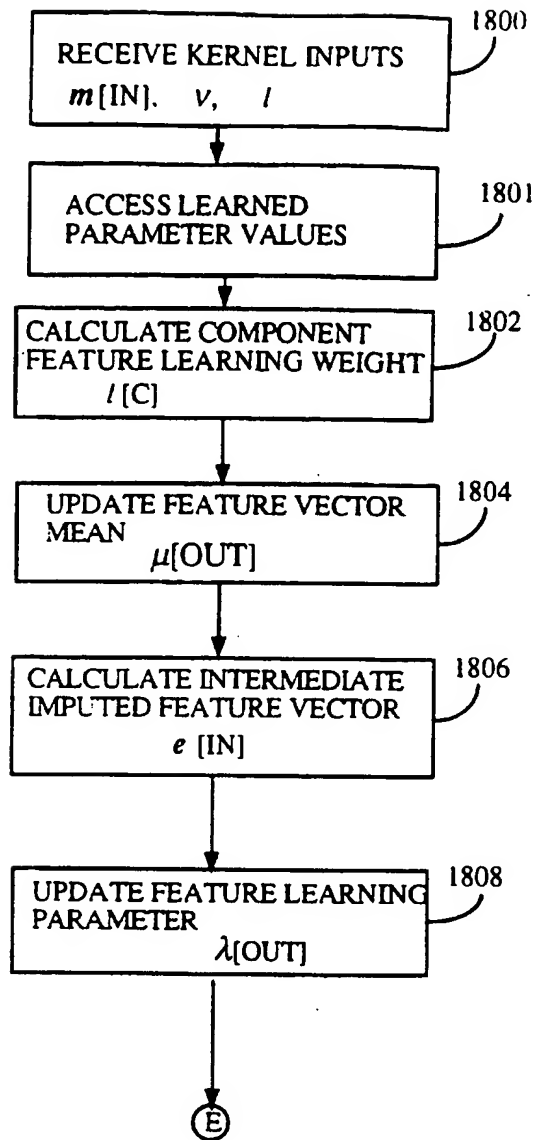 1800
RECEIVE KERNEL INPUTS
m[IN]. v, l
1801
ACCESS LEARNED
PARAMETER VALUES
1802
CALCULATE COMPONENT
FEATURE LEARNING WEIGHT
l[C]
1804
UPDATE FEATURE VECTOR
MEAN
μ[OUT]
1806
CALCULATE INTERMEDIATE
IMPUTED FEATURE VECTOR
e [IN]
1808
UPDATE FEATURE LEARNING
PARAMETER
λ[OUT]
E